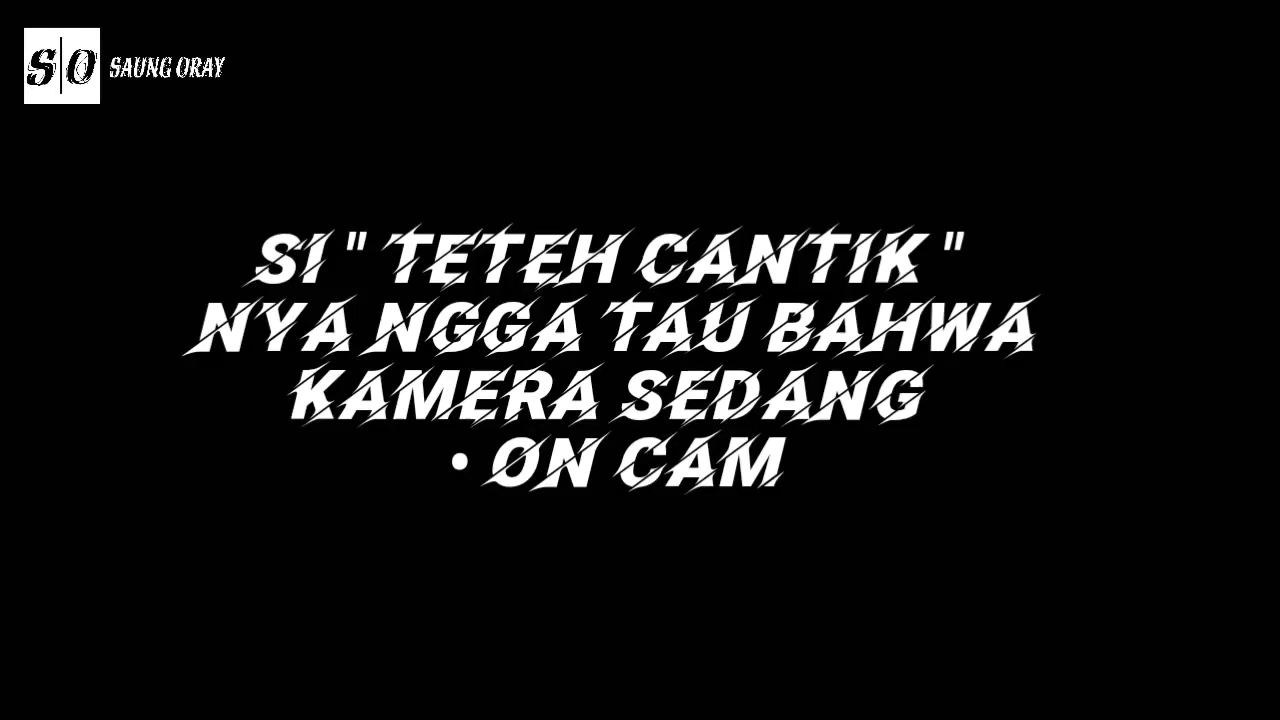 S|O SAUNG ORAY
SI " TETEH CANTIK "
NYA NGGA TAU BAHWA
KAMERA SEDANG
• ON CAM